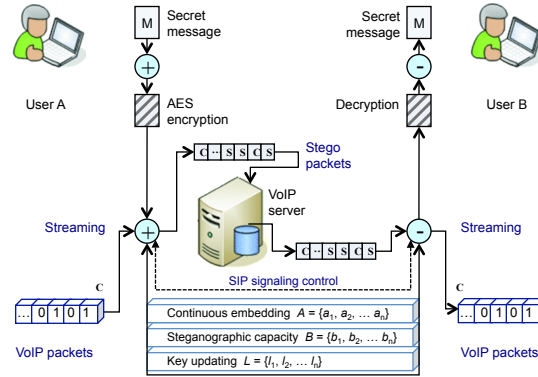 M
Secret
message
Secret
message
M
+
-
User A
AES
encryption
Decryption
User B
C ·· S S C S
Stego
packets
VoIP
server
Streaming
+
C ·· S S C S
-
Streaming
SIP signaling control
C
C
... 0 1 0 1
Continuous embedding A = {a1, a2, … an}
... 0 1 0 1
Steganographic capacity B = {b1, b2, … bn}
VoIP packets
Key updating L = {l1, l2, … ln}
VoIP packets